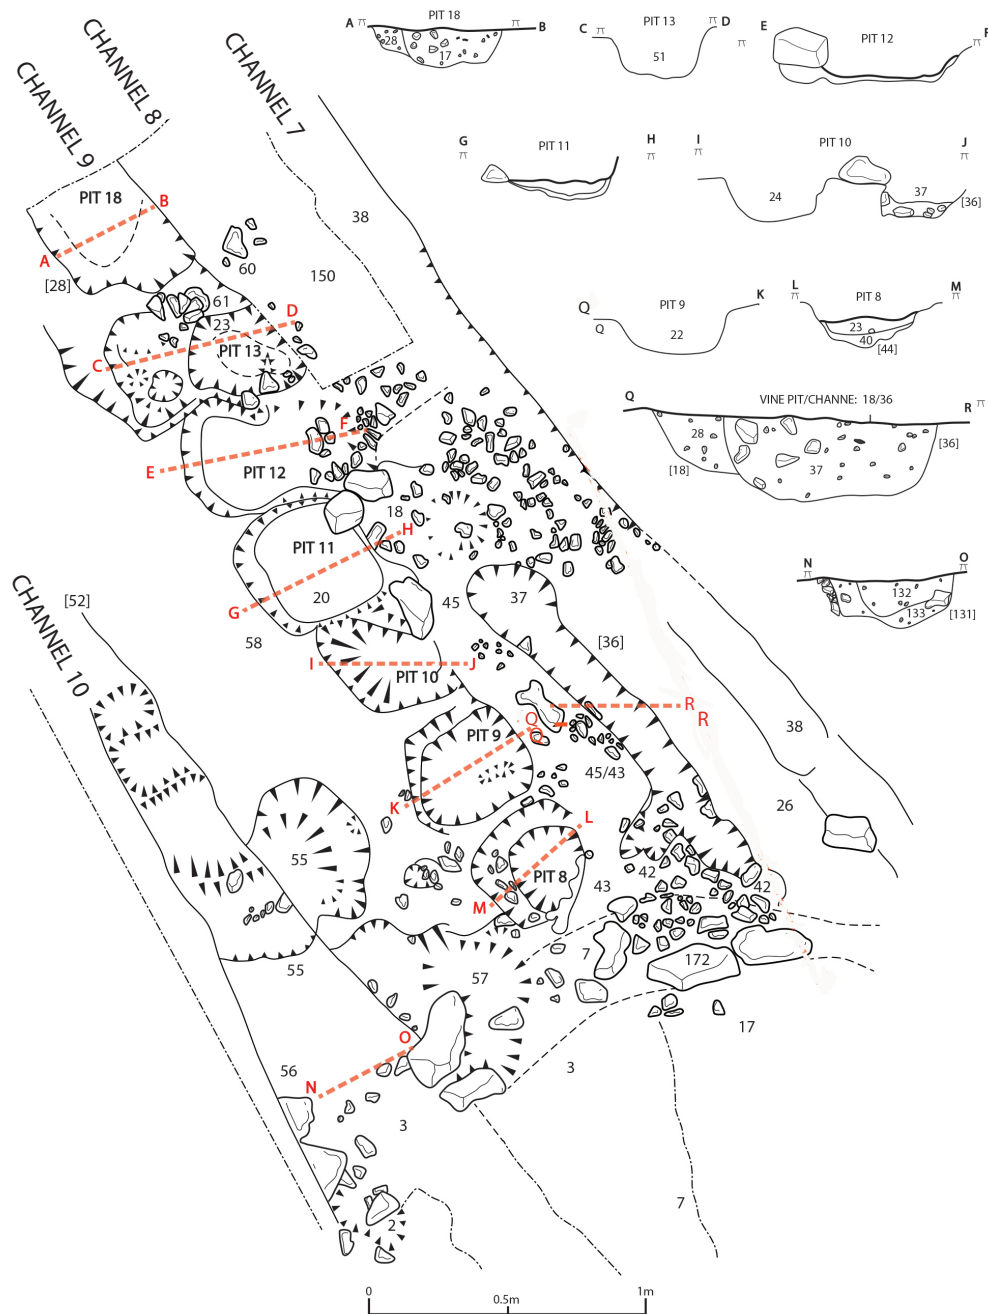 A PIT 18 B
28
17
C PIT 13 D
51
E PIT 12 F
G PIT 11 H
I PIT 10 J
24
37
[36]
Q PIT 9 K
Q
22
L PIT 8 M
23
40
[44]
Q VINE PIT/CHANNE: 18/36 R
28
[18]
37
[36]
N O
132
133
[131]
CHANNEL 9
CHANNEL 8
CHANNEL 7
PIT 18
A
B
[28]
60
38
150
61
23
D
C
PIT 13
F
E
PIT 12
18
H
PIT 11
G
20
45
37
58
[36]
I
J
PIT 10
CHANNEL 10
[52]
PIT 9
Q
Q
R
R
K
45/43
38
26
L
55
PIT 8
M
43
42
42
55
7
57
172
17
O
56
N
3
3
7
2
0 0.5m 1m